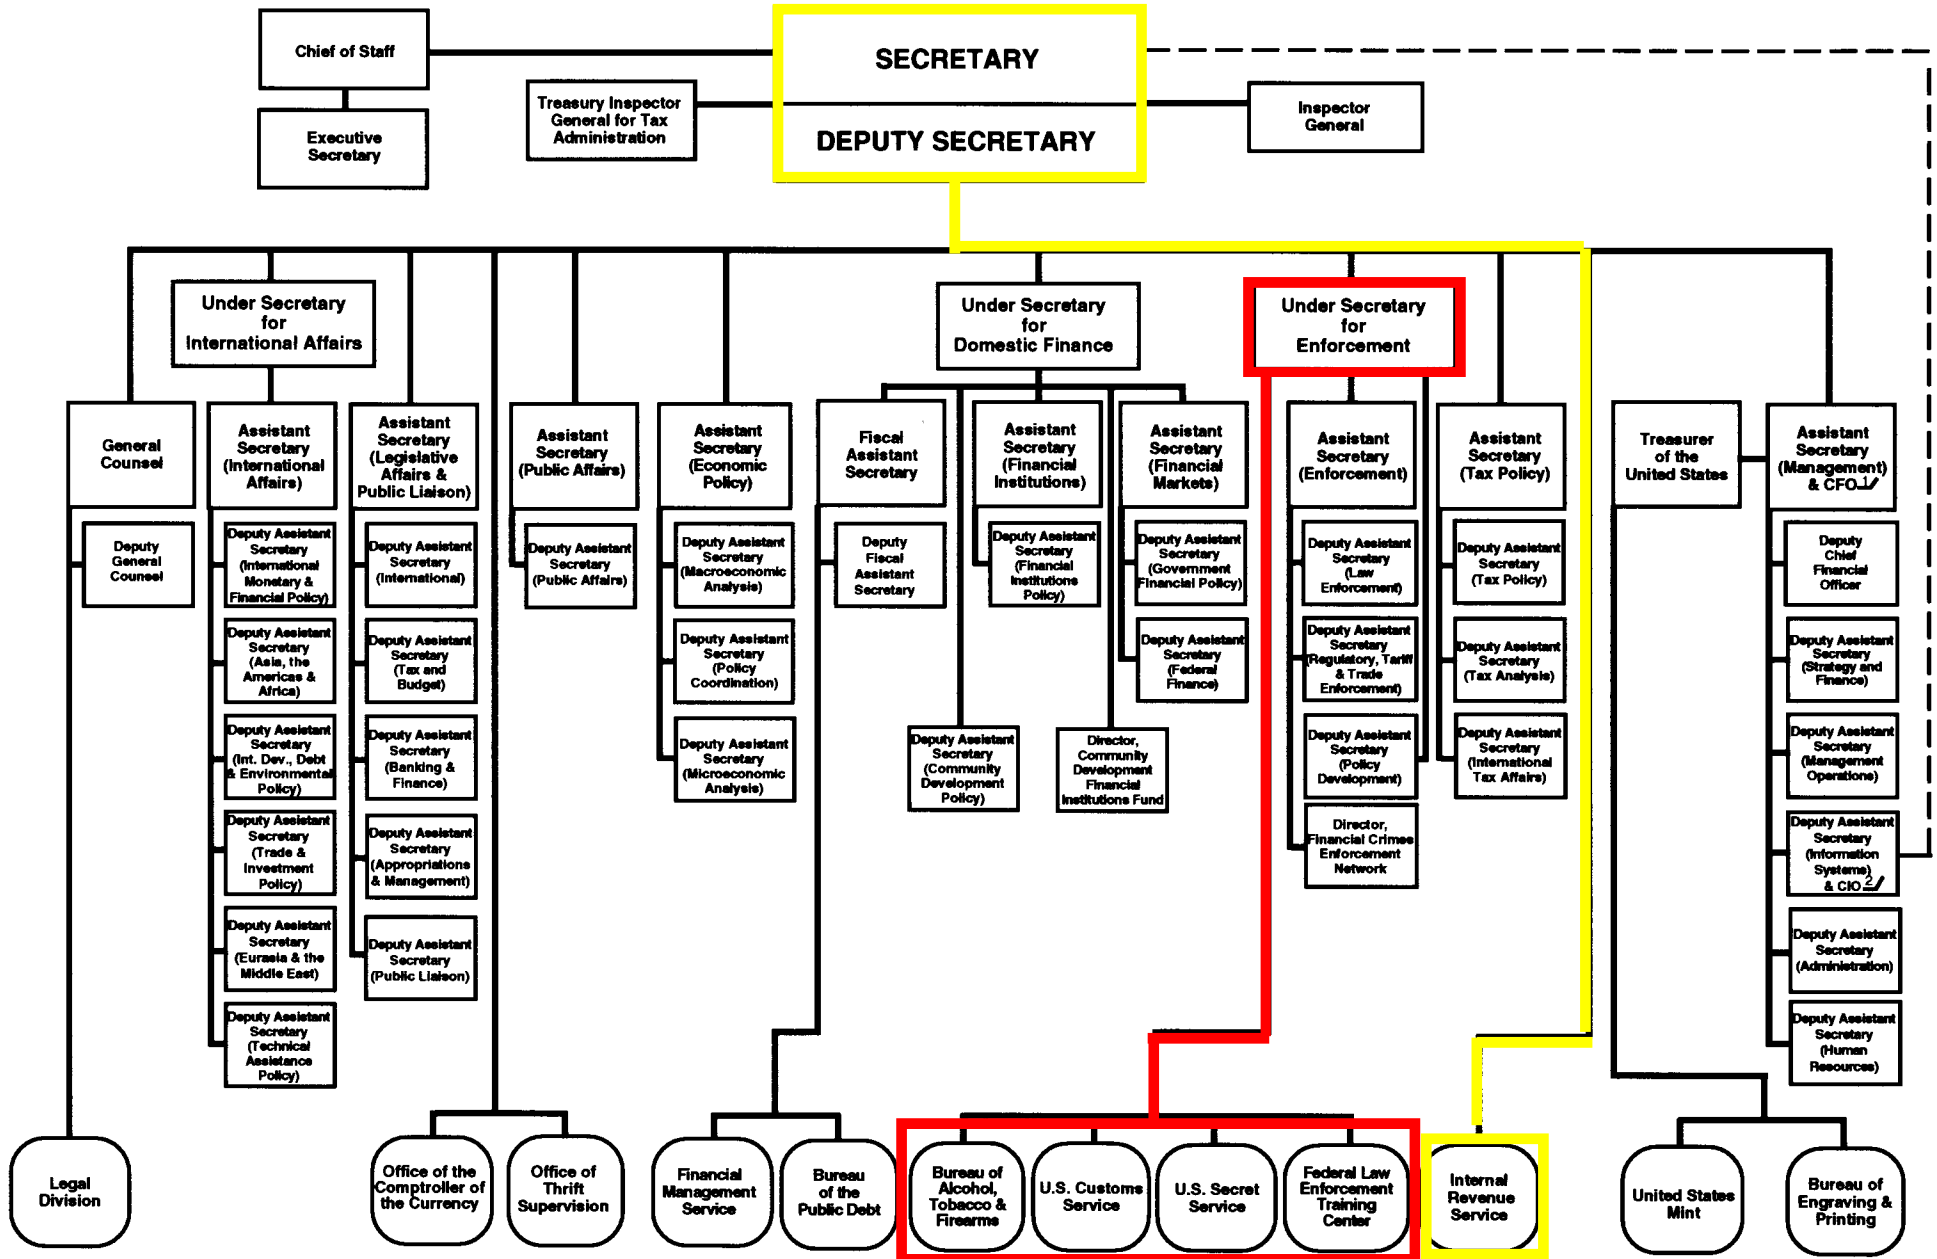 Chief of Staff
SECRETARY
Treasury Inspector
General for Tax
Administration
Inspector
General
Executive
Secretary
DEPUTY SECRETARY
Under Secretary
for
International Affairs
Under Secretary
for
Domestic Finance
Under Secretary
for
Enforcement
General
Counsel
Assistant
Secretary
(International
Affairs)
Assistant
Secretary
(Legislative
Affairs &
Public Liaison)
Assistant
Secretary
(Public Affairs)
Assistant
Secretary
(Economic
Policy)
Fiscal
Assistant
Secretary
Assistant
Secretary
(Financial
Institutions)
Assistant
Secretary
(Financial
Markets)
Assistant
Secretary
(Enforcement)
Assistant
Secretary
(Tax Policy)
Treasurer
of the
United States
Assistant
Secretary
(Management)
& CFO 1/
Deputy
General
Counsel
Deputy Assistant
Secretary
(International
Monetary &
Financial Policy)
Deputy Assistant
Secretary
(International)
Deputy Assistant
Secretary
(Public Affairs)
Deputy Assistant
Secretary
(Macroeconomic
Analysis)
Deputy
Fiscal
Assistant
Secretary
Deputy Assistant
Secretary
(Financial
Institutions
Policy)
Deputy Assistant
Secretary
(Government
Financial Policy)
Deputy Assistant
Secretary
(Law
Enforcement)
Deputy Assistant
Secretary
(Tax Policy)
Deputy
Chief
Financial
Officer
Deputy Assistant
Secretary
(Asia, the
Americas &
Africa)
Deputy Assistant
Secretary
(Tax and
Budget)
Deputy Assistant
Secretary
(Policy
Coordination)
Deputy Assistant
Secretary
(Federal
Finance)
Deputy Assistant
Secretary
(Regulatory, Tariff
& Trade
Enforcement)
Deputy Assistant
Secretary
(Tax Analysis)
Deputy Assistant
Secretary
(Strategy and
Finance)
Deputy Assistant
Secretary
(Int. Dev., Debt
& Environmental
Policy)
Deputy Assistant
Secretary
(Banking &
Finance)
Deputy Assistant
Secretary
(Microeconomic
Analysis)
Deputy Assistant
Secretary
(Community
Development
Policy)
Director,
Community
Development
Financial
Institutions Fund
Deputy Assistant
Secretary
(Policy
Development)
Deputy Assistant
Secretary
(International
Tax Affairs)
Deputy Assistant
Secretary
(Management
Operations)
Deputy Assistant
Secretary
(Trade &
Investment
Policy)
Deputy Assistant
Secretary
(Appropriations
& Management)
Director,
Financial Crimes
Enforcement
Network
Deputy Assistant
Secretary
(Information
Systems)
& CIO 2/
Deputy Assistant
Secretary
(Eurasia & the
Middle East)
Deputy Assistant
Secretary
(Public Liaison)
Deputy Assistant
Secretary
(Administration)
Deputy Assistant
Secretary
(Technical
Assistance
Policy)
Deputy Assistant
Secretary
(Human
Resources)
Legal
Division
Office of the
Comptroller of
the Currency
Office of
Thrift
Supervision
Financial
Management
Service
Bureau
of the
Public Debt
Bureau of
Alcohol,
Tobacco &
Firearms
U.S. Customs
Service
U.S. Secret
Service
Federal Law
Enforcement
Training
Center
Internal
Revenue
Service
United States
Mint
Bureau of
Engraving &
Printing